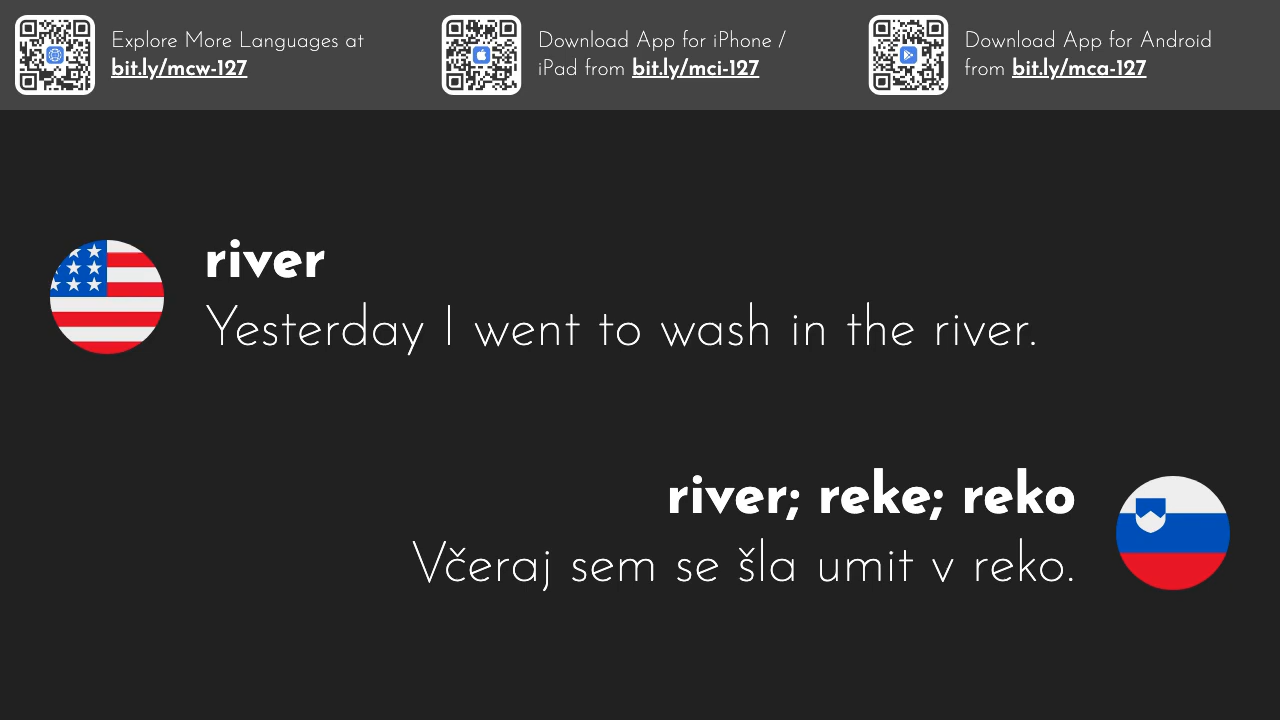 Explore More Languages at
bit.ly/mcw-127
Download App for iPhone /
iPad from bit.ly/mci-127
Download App for Android
from bit.ly/mca-127
river
Yesterday I went to wash in the river.
river; reke; reko
Včeraj sem se šla umit v reko.